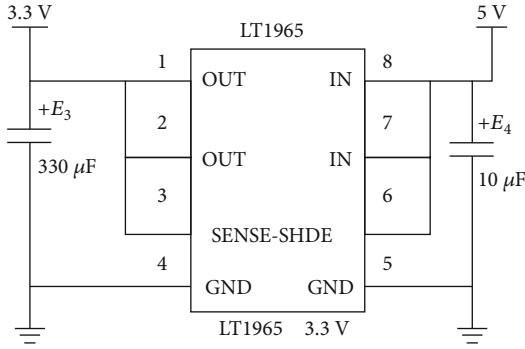 3.3 V
LT1965
5 V
1
OUT
IN
8
+E3
2
7
+E4
330 μF
OUT
IN
10 μF
3
6
SENSE-SHDE
4
5
GND
GND
LT1965 3.3 V